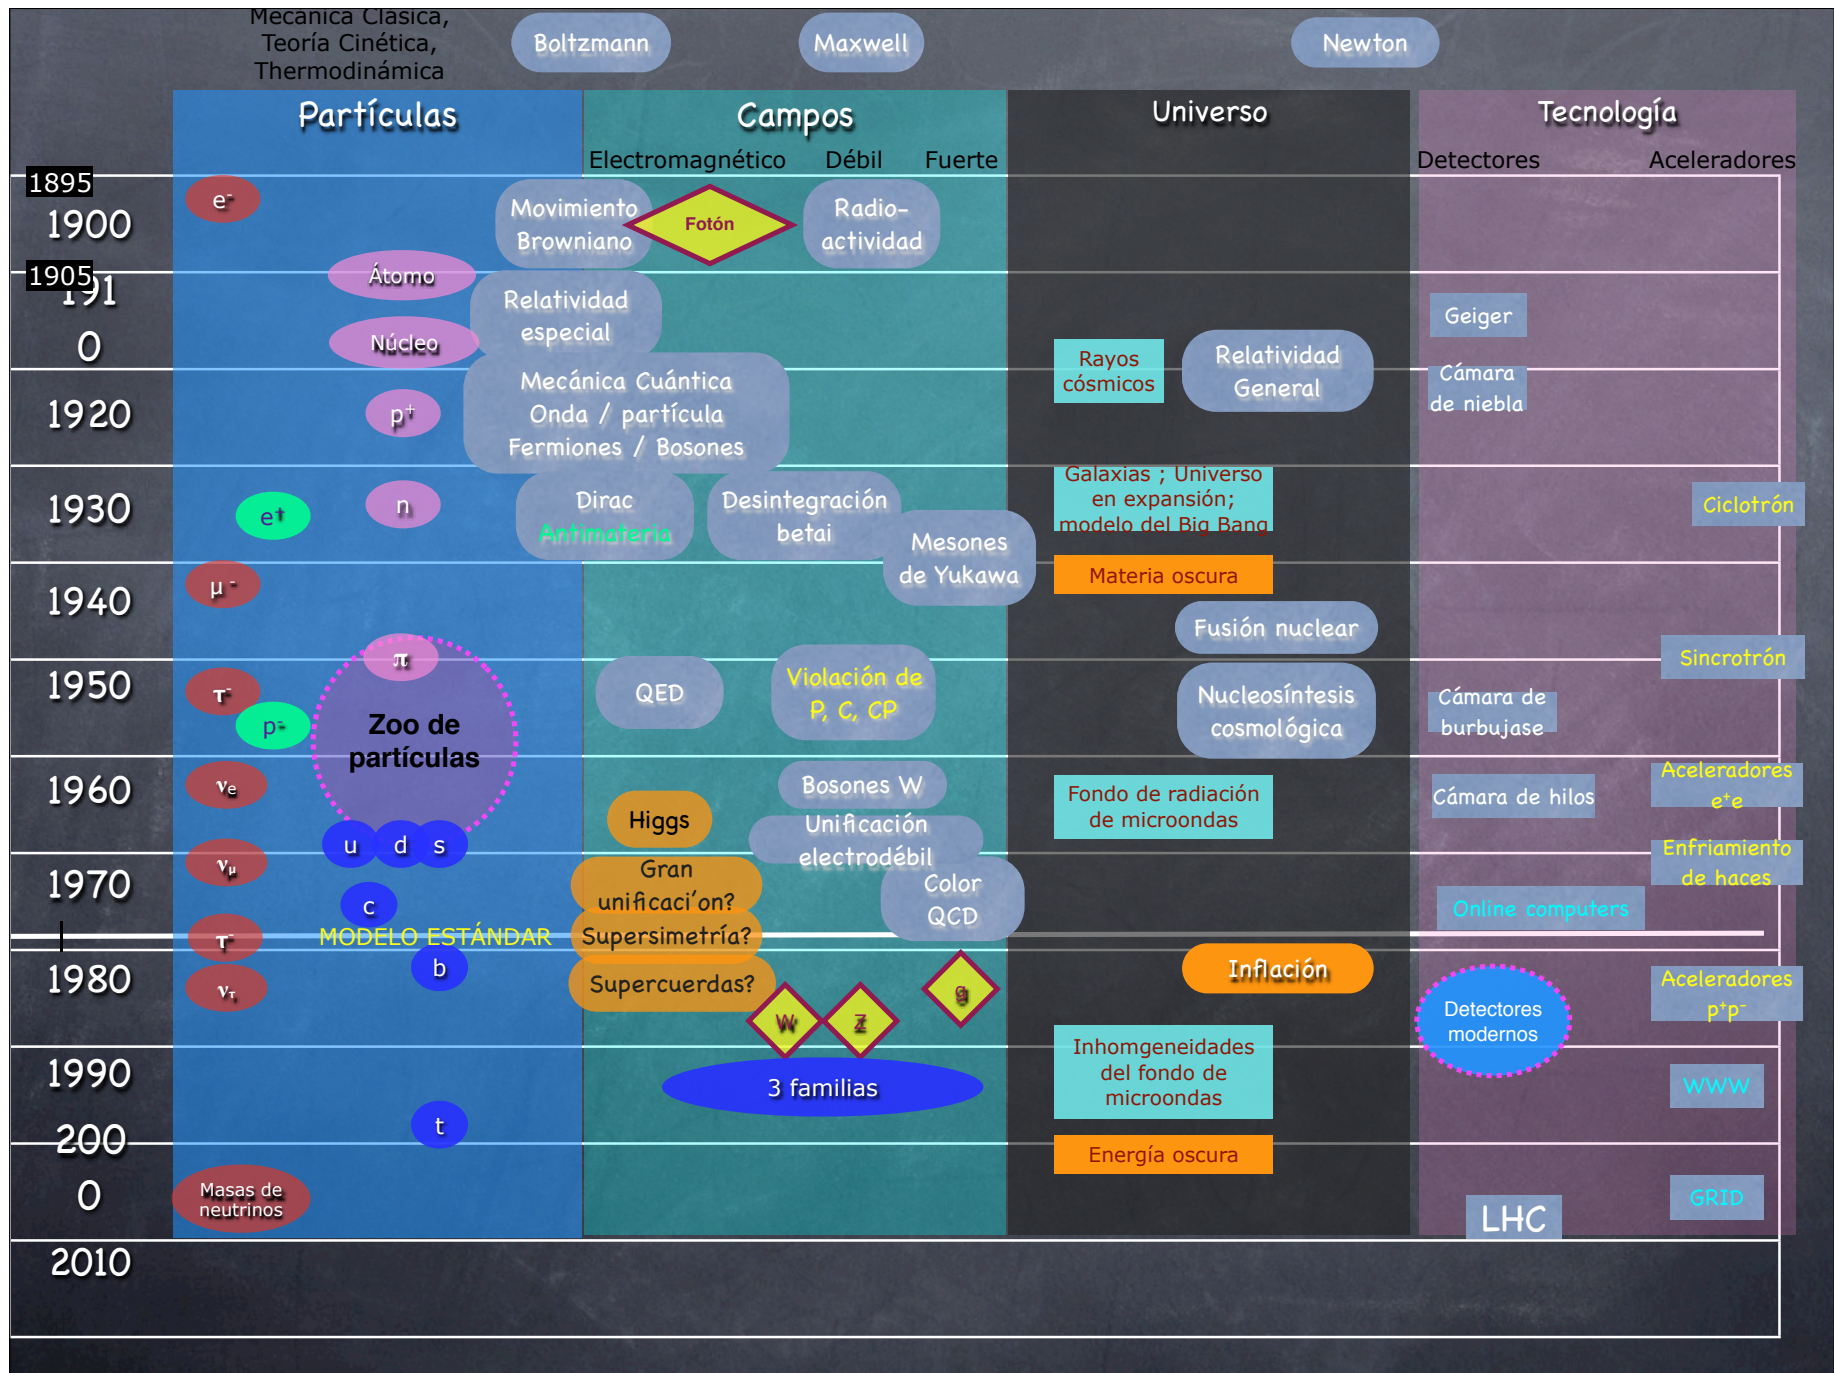 Mecánica Clásica,
Teoría Cinética,
Thermodinámica
Boltzmann
Maxwell
Newton
Partículas
Campos
Universo
Tecnología
Electromagnético
Débil
Fuerte
Detectores
Aceleradores
1895
1900
e-
Movimiento
Browniano
Fotón
Radio-
actividad
1905
191
0
Átomo
Relatividad
especial
Geiger
Núcleo
Rayos
cósmicos
Relatividad
General
Cámara
de niebla
1920
p+
Mecánica Cuántica
Onda / partícula
Fermiones / Bosones
1930
e+
n
Dirac
Antimateria
Desintegración
betai
Mesones
de Yukawa
Galaxias ; Universo
en expansión;
modelo del Big Bang
Ciclotrón
Materia oscura
1940
μ-
Fusión nuclear
1950
π
τ-
p-
Zoo de
partículas
QED
Violación de
P, C, CP
Nucleosíntesis
cosmológica
Cámara de
burbujase
Sincrotrón
1960
νe
Higgs
Bosones W
Unificación
electrodébil
Fondo de radiación
de microondas
Cámara de hilos
Aceleradores
e+e
u
d
s
1970
νμ
c
Gran
unificaci´on?
Color
QCD
Enfriamiento
de haces
Online computers
τ-
MODELO ESTÁNDAR
Supersimetría?
1980
ντ
b
Supercuerdas?
W
Z
g
Inflación
Detectores
modernos
Aceleradores
p+p-
1990
3 familias
Inhomgeneidades
del fondo de
microondas
WWW
200
0
t
Energía oscura
Masas de
neutrinos
LHC
GRID
2010